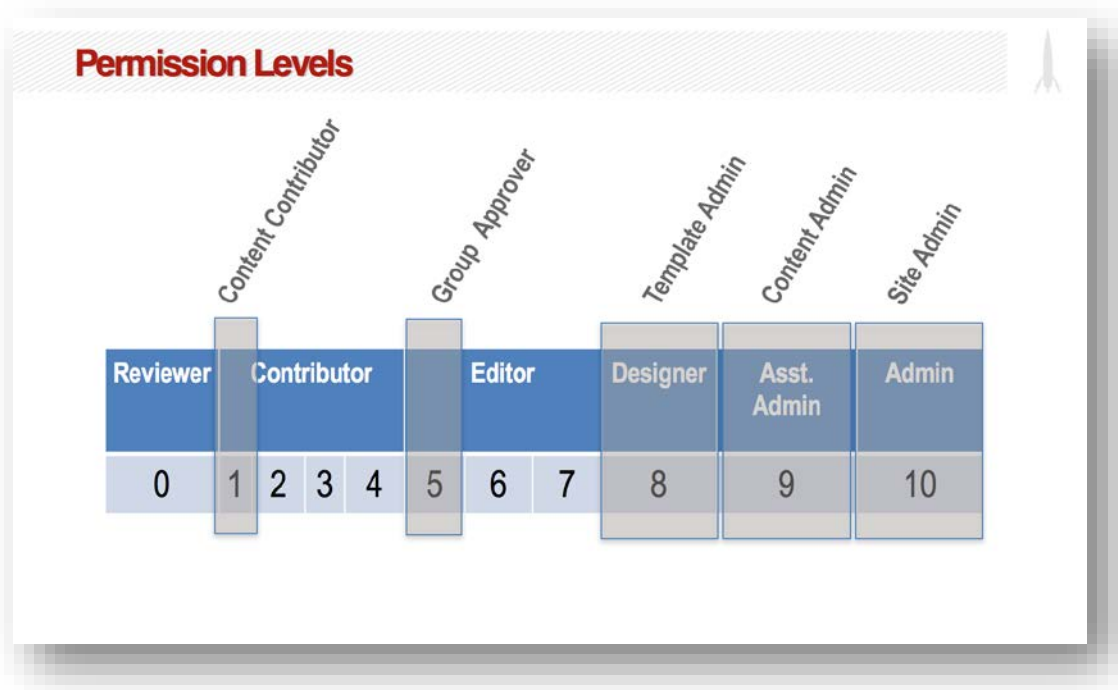 Permission Levels
Content Contributor
Group Approver
Template Admin
Content Admin
Site Admin
Reviewer Contributor Editor Designer Asst. Admin Admin
0 1 2 3 4 5 6 7 8 9 10